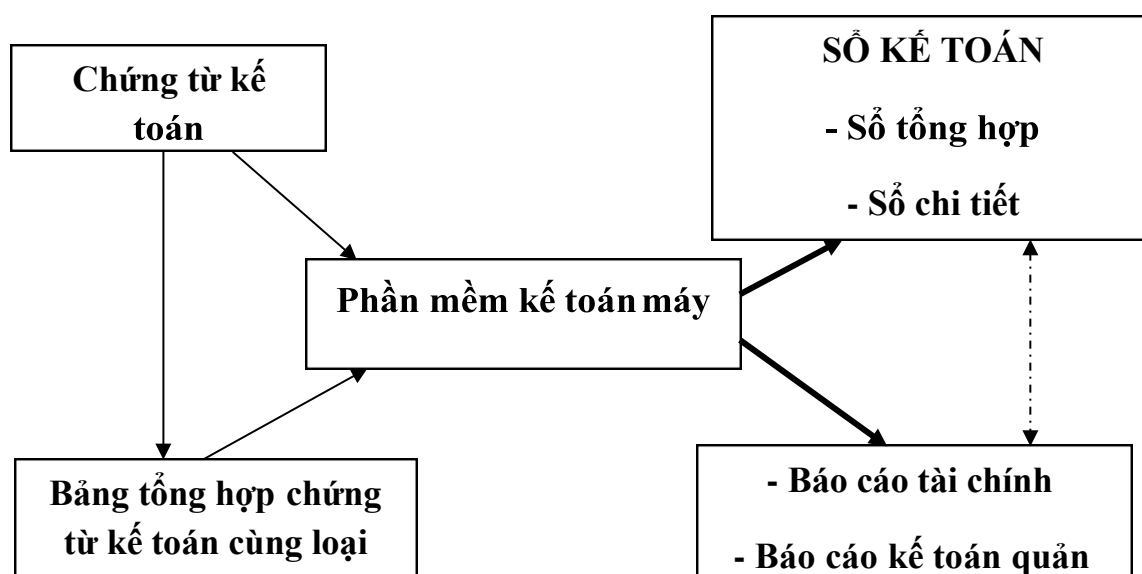 Chứng từ kế
toán
SỔ KẾ TOÁN
- Sổ tổng hợp
- Sổ chi tiết
Phần mềm kế toán máy
Bảng tổng hợp chứng
từ kế toán cùng loại
- Báo cáo tài chính
- Báo cáo kế toán quản